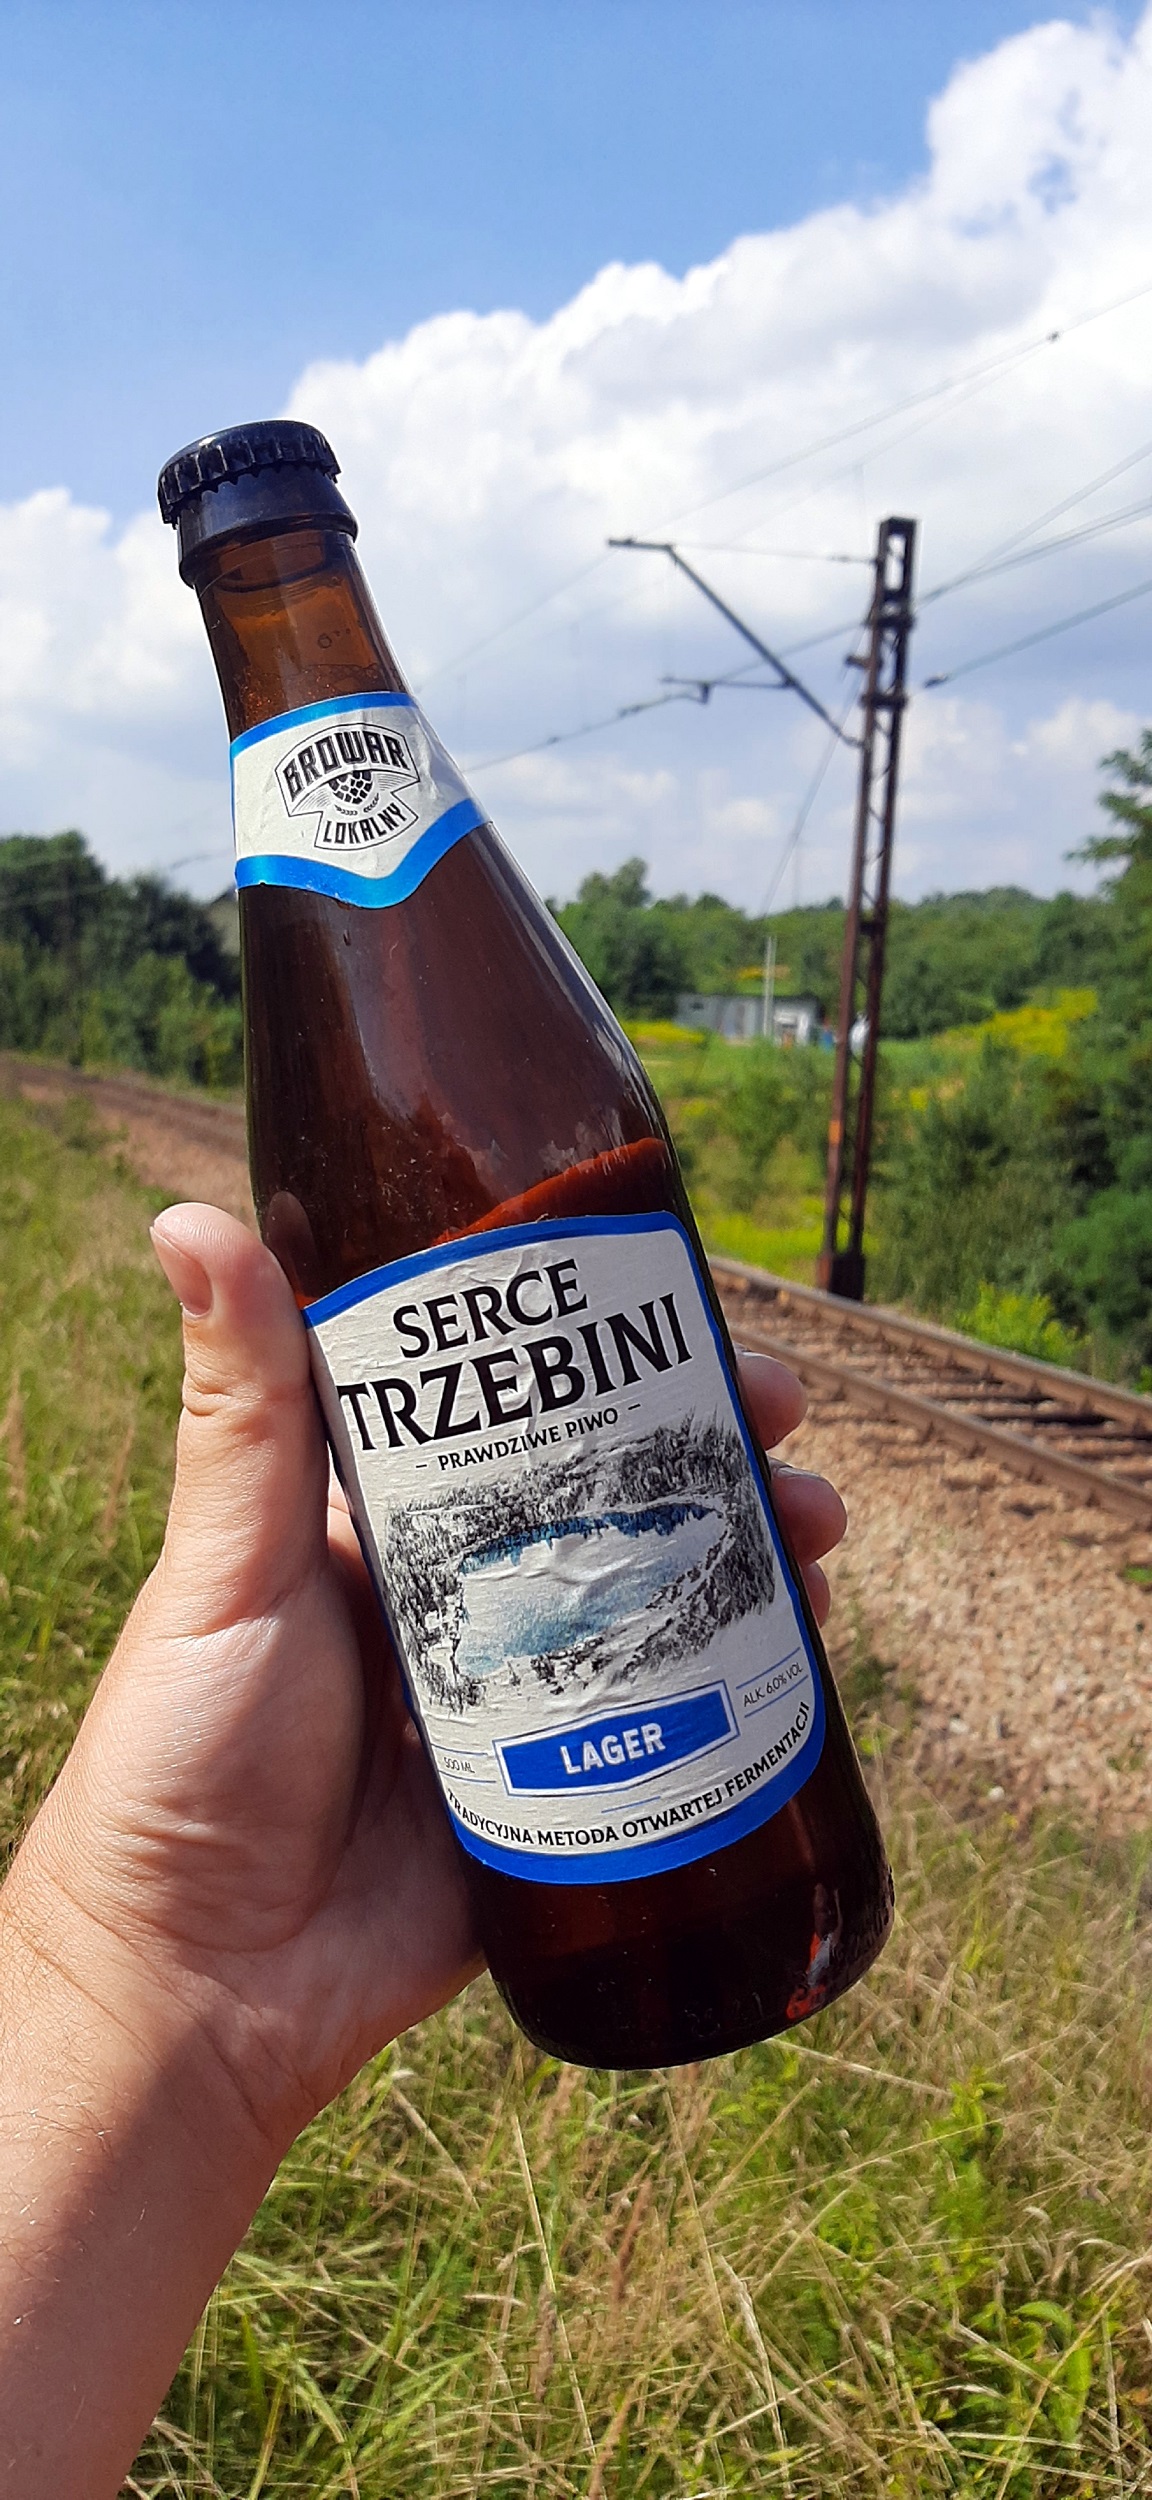 BROWAR
LOKALNY
SERCE
TRZEBINI
– PRAWDZIWE PIWO –
ALK. 6,0% VOL
LAGER
500 ML
TRADYCYJNA METODA OTWARTEJ FERMENTACJI